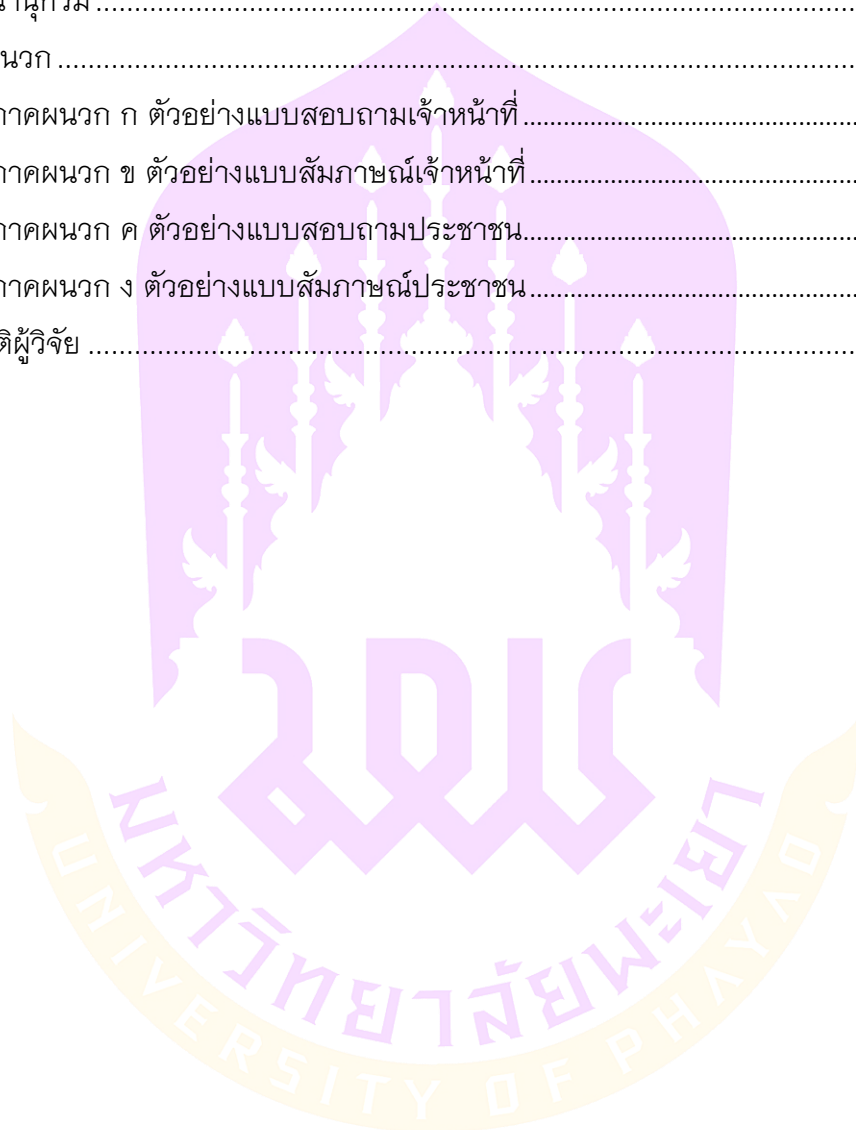 นานุกรม ........................................................................................................
นวก ........................................................................................................
าคผนวก ก ตัวอย่างแบบสอบถามเจ้าหน้าที่ ........................................................
าคผนวก ข ตัวอย่างแบบสัมภาษณ์เจ้าหน้าที่ ........................................................
าคผนวก ค ตัวอย่างแบบสอบถามประชาชน ........................................................
าคผนวก ง ตัวอย่างแบบสัมภาษณ์ประชาชน ........................................................
ติผู้วิจัย ........................................................................................................
มหาวิทยาลัยพะเยา
UNIVERSITY OF PHAYAO